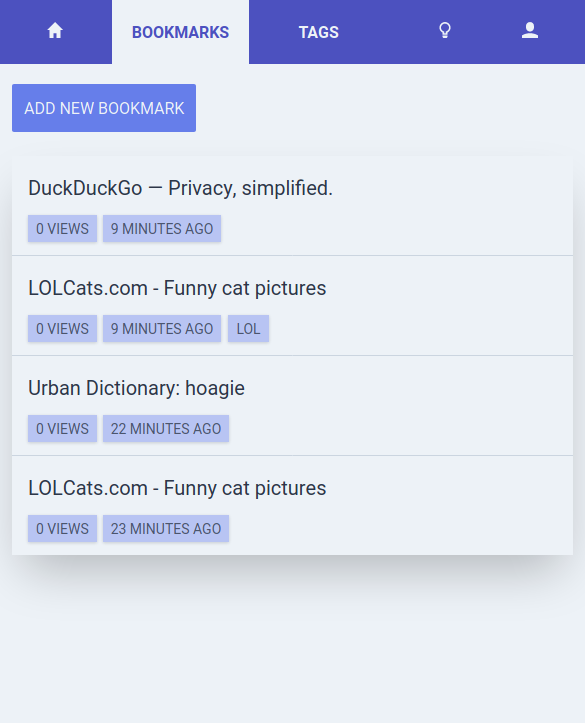 BOOKMARKS TAGS
ADD NEW BOOKMARK
DuckDuckGo — Privacy, simplified.
0 VIEWS 9 MINUTES AGO
LOLCats.com - Funny cat pictures
0 VIEWS 9 MINUTES AGO LOL
Urban Dictionary: hoagie
0 VIEWS 22 MINUTES AGO
LOLCats.com - Funny cat pictures
0 VIEWS 23 MINUTES AGO